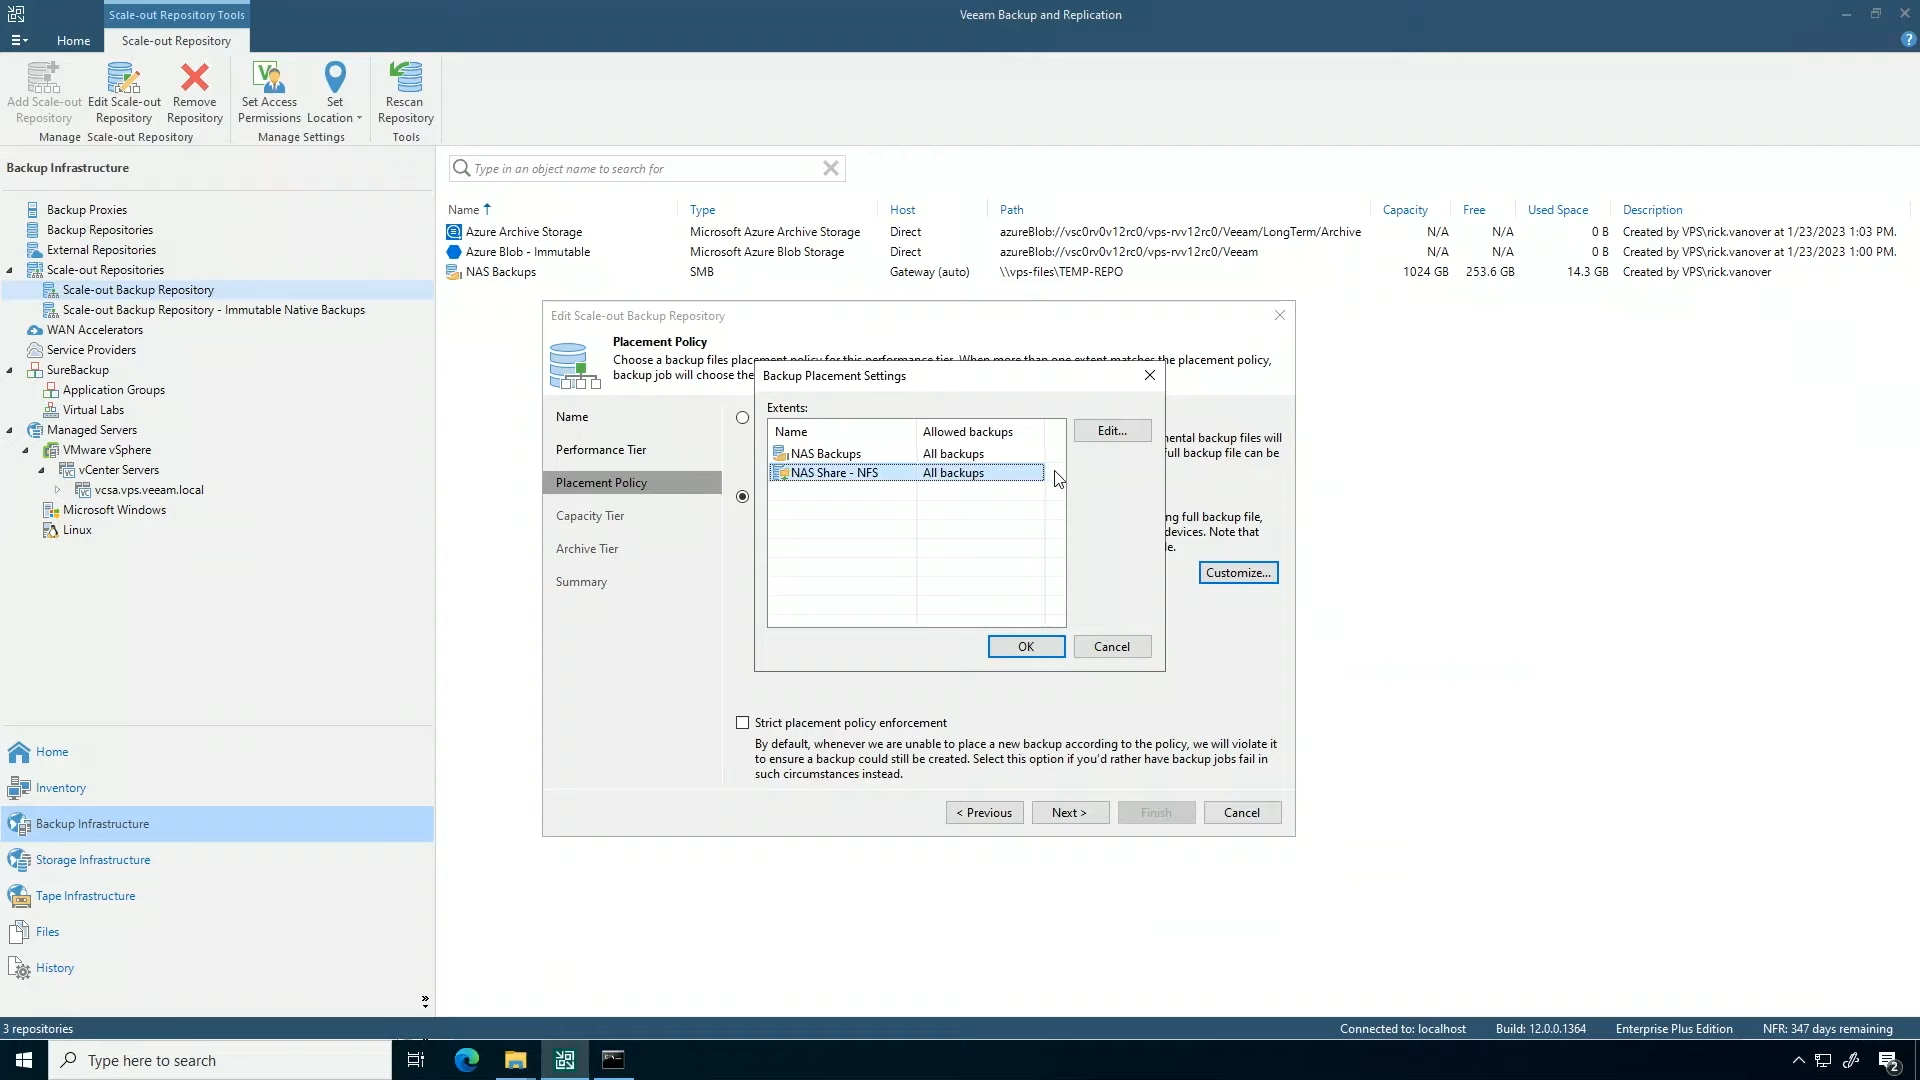 Scale-out Repository Tools
Veeam Backup and Replication
Home
Scale-out Repository
Add Scale-out
Repository
Edit Scale-out
Repository
Remove
Repository
Set Access
Permissions
Set
Location
Rescan
Repository
Manage Scale-out Repository
Manage Settings
Tools
Backup Infrastructure
Type in an object name to search for
Backup Proxies
Backup Repositories
External Repositories
Scale-out Repositories
Scale-out Backup Repository
Scale-out Backup Repository - Immutable Native Backups
WAN Accelerators
Service Providers
SureBackup
Application Groups
Virtual Labs
Managed Servers
VMware vSphere
vCenter Servers
vcsa.vps.veeam.local
Microsoft Windows
Linux
Name Type Host Path Capacity Free Used Space Description
Azure Archive Storage Microsoft Azure Archive Storage Direct azureBlob://vsc0rv0v12rc0/vps-rvv12rc0/Veeam/LongTerm/Archive N/A N/A 0 B Created by VPS\rick.vanover at 1/23/2023 1:03 PM.
Azure Blob - Immutable Microsoft Azure Blob Storage Direct azureBlob://vsc0rv0v12rc0/vps-rvv12rc0/Veeam N/A N/A 0 B Created by VPS\rick.vanover at 1/23/2023 1:00 PM.
NAS Backups SMB Gateway (auto) \\vps-files\TEMP-REPO 1024 GB 253.6 GB 14.3 GB Created by VPS\rick.vanover
Edit Scale-out Backup Repository
Placement Policy
Choose a backup files placement policy for this performance tier. When more than one extent matches the placement policy,
backup job will choose the
Name
Performance Tier
Placement Policy
Capacity Tier
Archive Tier
Summary
Backup Placement Settings
Extents:
Name Allowed backups
NAS Backups All backups
NAS Share - NFS All backups
Edit...
OK
Cancel
ental backup files will
full backup file can be
ng full backup file,
devices. Note that
le.
Customize...
Strict placement policy enforcement
By default, whenever we are unable to place a new backup according to the policy, we will violate it
to ensure a backup could still be created. Select this option if you'd rather have backup jobs fail in
such circumstances instead.
< Previous
Next >
Finish
Cancel
Home
Inventory
Backup Infrastructure
Storage Infrastructure
Tape Infrastructure
Files
History
3 repositories
Connected to: localhost
Build: 12.0.0.1364
Enterprise Plus Edition
NFR: 347 days remaining
Type here to search
2